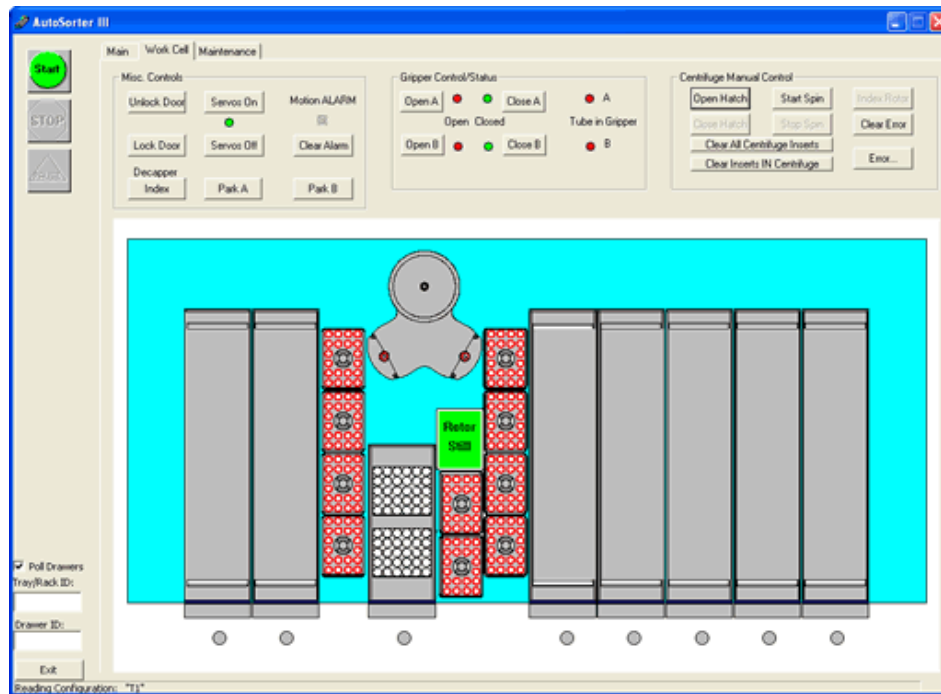 AutoSorter III
Start
STOP
Main Work Cell Maintenance
Misc. Controls
Unlock Door Servos On Motion ALARM
Lock Door Servos Off Clear Alarm
Decapper
Index Park A Park B
Gripper Control/Status
Open A Close A A
Open Closed Tube in Gripper
Open B Close B B
Centrifuge Manual Control
Open Hatch Start Spin Index Rotor
Close Hatch Stop Spin Clear Error
Clear All Centrifuge Inserts
Clear Inserts IN Centrifuge Error...
Rotor
Still
Poll Drawers
Tray/Rack ID:
Drawer ID:
Exit
Reading Configuration: "T1"